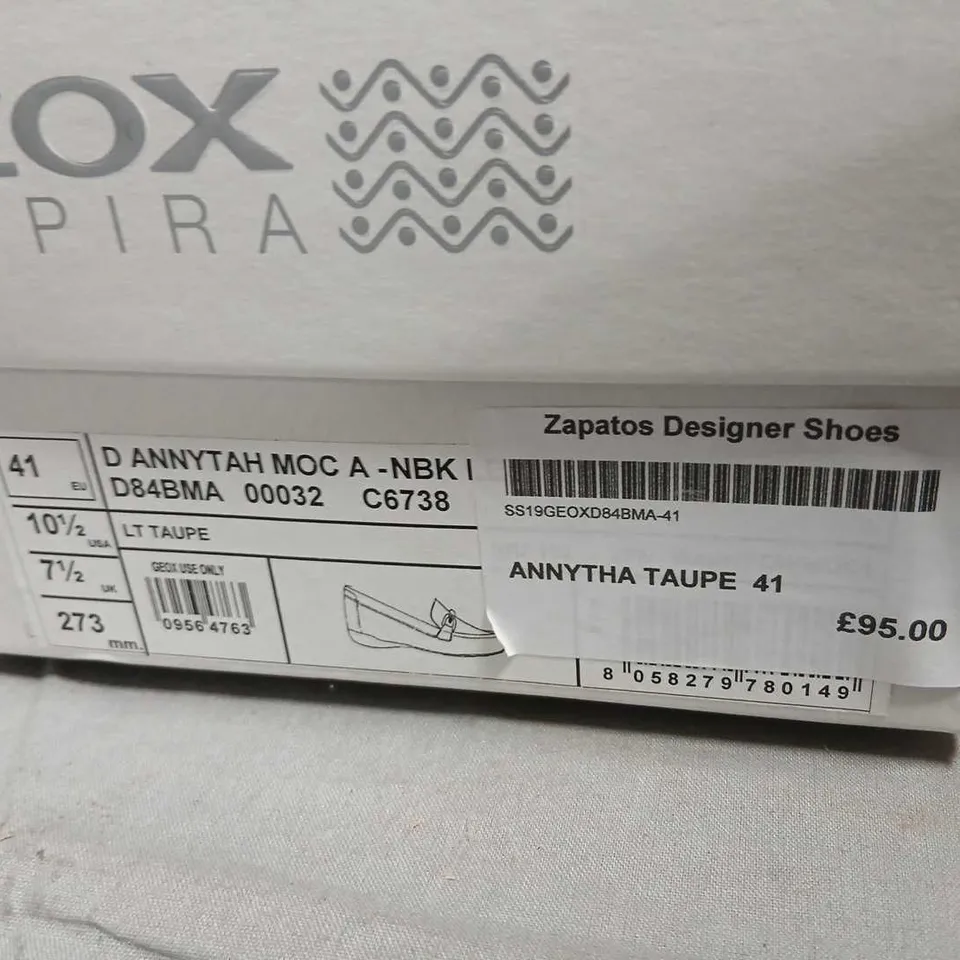 EOX
PIRA
41 EU
D ANNYTAH MOC A -NBK
D84BMA 00032 C6738
10½ USA
LT TAUPE
7½ UK
GEOX USE ONLY
273 mm.
0956 4763
Zapatos Designer Shoes
SS19GEOXD84BMA-41
ANNYTHA TAUPE 41
£95.00
8 058279 780149